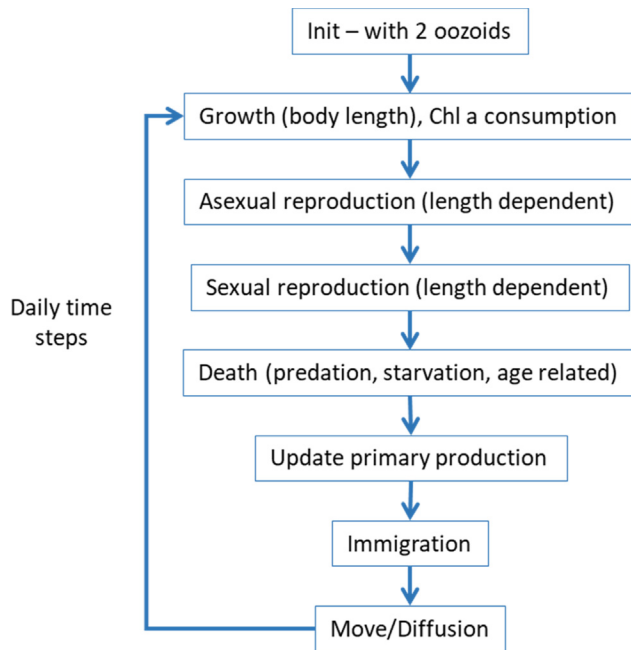 Init – with 2 oozoids
Growth (body length), Chl a consumption
Asexual reproduction (length dependent)
Sexual reproduction (length dependent)
Daily time
steps
Death (predation, starvation, age related)
Update primary production
Immigration
Move/Diffusion